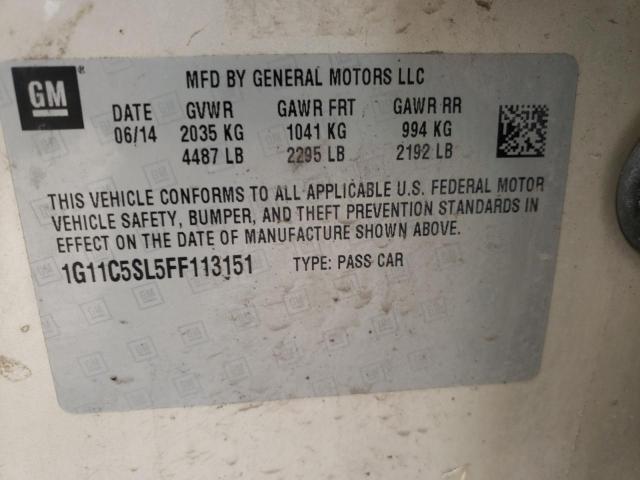 GM ®
MFD BY GENERAL MOTORS LLC
DATE GVWR GAWR FRT GAWR RR
06/14 2035 KG 1041 KG 994 KG
4487 LB 2295 LB 2192 LB
THIS VEHICLE CONFORMS TO ALL APPLICABLE U.S. FEDERAL MOTOR
VEHICLE SAFETY, BUMPER, AND THEFT PREVENTION STANDARDS IN
EFFECT ON THE DATE OF MANUFACTURE SHOWN ABOVE.
1G11C5SL5FF113151 TYPE: PASS CAR